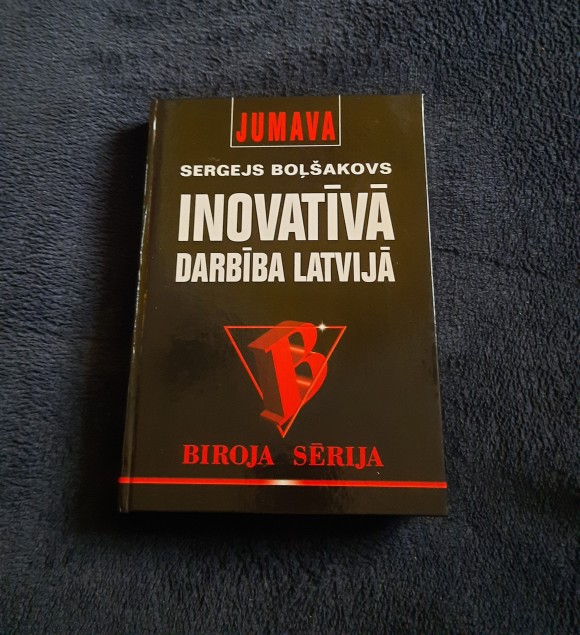 JUMAVA
SERGEJS BOĻŠAKOVS
INOVATĪVĀ
DARBĪBA LATVIJĀ
B
BIROJA SĒRIJA